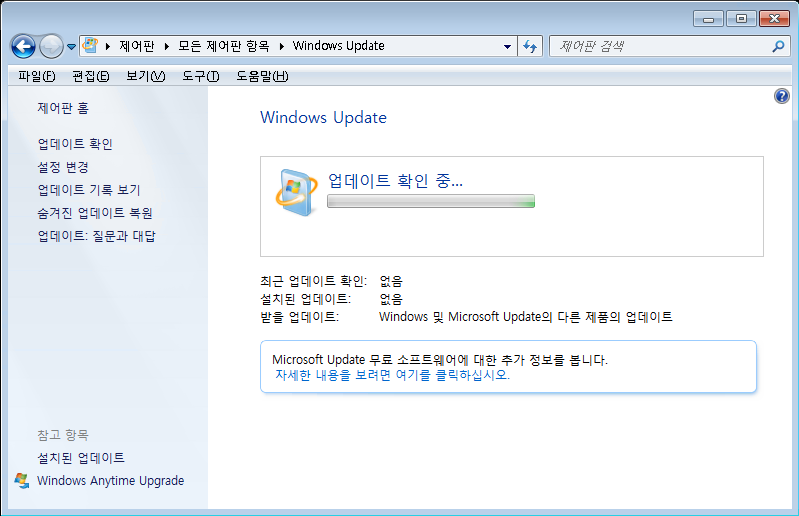 제어판 ▸ 모든 제어판 항목 ▸ Windows Update
제어판 검색
파일(F) 편집(E) 보기(V) 도구(T) 도움말(H)
제어판 홈
업데이트 확인
설정 변경
업데이트 기록 보기
숨겨진 업데이트 복원
업데이트: 질문과 대답
Windows Update
업데이트 확인 중...
최근 업데이트 확인: 없음
설치된 업데이트: 없음
받을 업데이트: Windows 및 Microsoft Update의 다른 제품의 업데이트
Microsoft Update 무료 소프트웨어에 대한 추가 정보를 봅니다.
자세한 내용을 보려면 여기를 클릭하십시오.
참고 항목
설치된 업데이트
Windows Anytime Upgrade